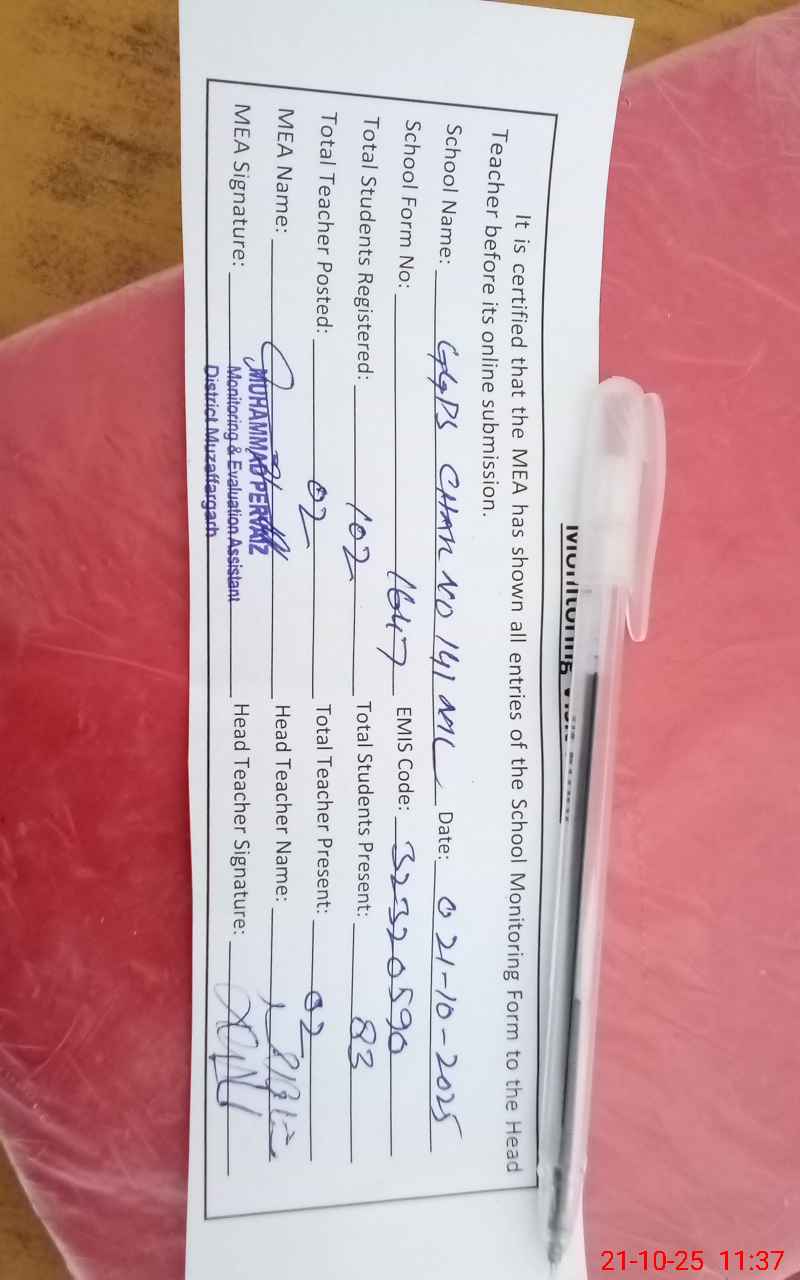 It is certified that the MEA has shown all entries of the School Monitoring Form to the Head
Teacher before its online submission.
School Name: GGPS CHAK NO 141 ML Date: 21-10-2025
School Form No: 1647 EMIS Code: 32320590
Total Students Registered: 102 Total Students Present: 83
Total Teacher Posted: 02 Total Teacher Present: 02
MEA Name: Head Teacher Name:
MUHAMMAD PERVAIZ
MEA Signature: Head Teacher Signature:
Monitoring & Evaluation Assistant
District Muzaffargarh
21-10-25 11:37